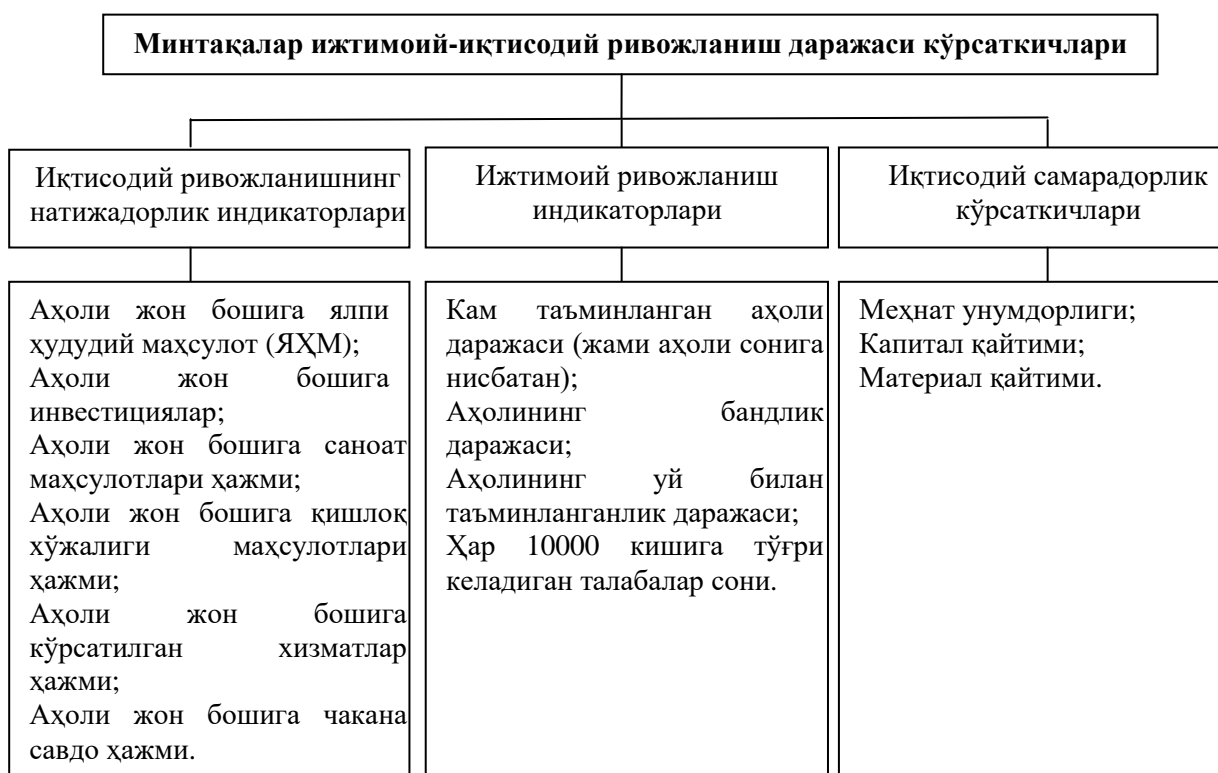 Минтақалар ижтимоий-иқтисодий ривожланиш даражаси кўрсаткичлари
Иқтисодий ривожланишнинг
натижадорлик индикаторлари
Ижтимоий ривожланиш
индикаторлари
Иқтисодий самарадорлик
кўрсаткичлари
Аҳоли жон бошига ялпи
ҳудудий маҳсулот (ЯҲМ);
Аҳоли жон бошига
инвестициялар;
Аҳоли жон бошига саноат
маҳсулотлари ҳажми;
Аҳоли жон бошига қишлоқ
хўжалиги маҳсулотлари
ҳажми;
Аҳоли жон бошига
кўрсатилган хизматлар
ҳажми;
Аҳоли жон бошига чакана
савдо ҳажми.
Кам таъминланган аҳоли
даражаси (жами аҳоли сонига
нисбатан);
Аҳолининг бандлик
даражаси;
Аҳолининг уй билан
таъминланганлик даражаси;
Ҳар 10000 кишига тўғри
келадиган талабалар сони.
Меҳнат унумдорлиги;
Капитал қайтими;
Материал қайтими.